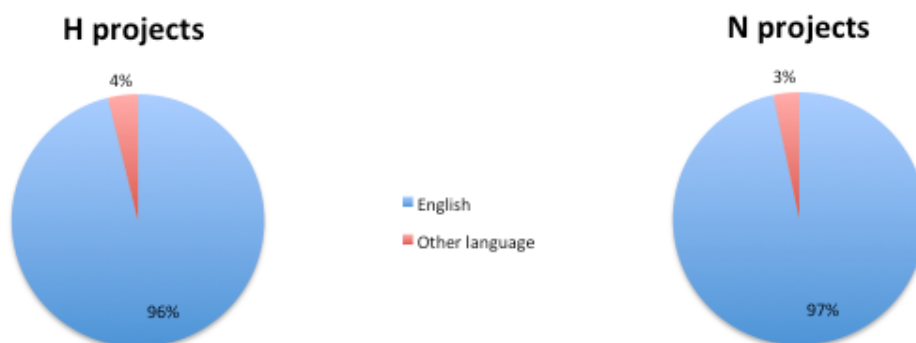 H projects
4%
96%
English
Other language
N projects
3%
97%